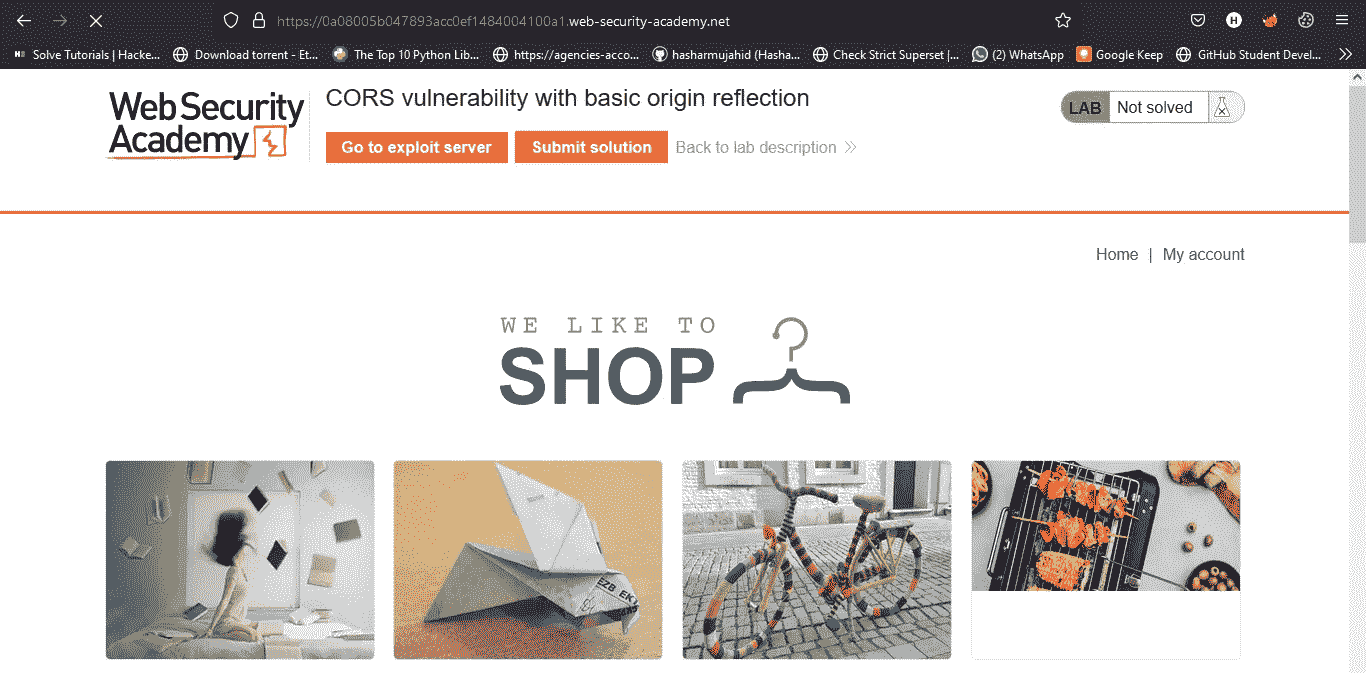 https://0a08005b047893acc0ef1484004100a1.web-security-academy.net
H
Solve Tutorials | Hacke... Download torrent - Et... The Top 10 Python Lib... https://agencies-acco... hasharmujahid (Hasha... Check Strict Superset |... (2) WhatsApp Google Keep GitHub Student Devel...
Web Security
Academy
CORS vulnerability with basic origin reflection
LAB Not solved
Go to exploit server Submit solution Back to lab description
Home | My account
WE LIKE TO
SHOP
EZB EK